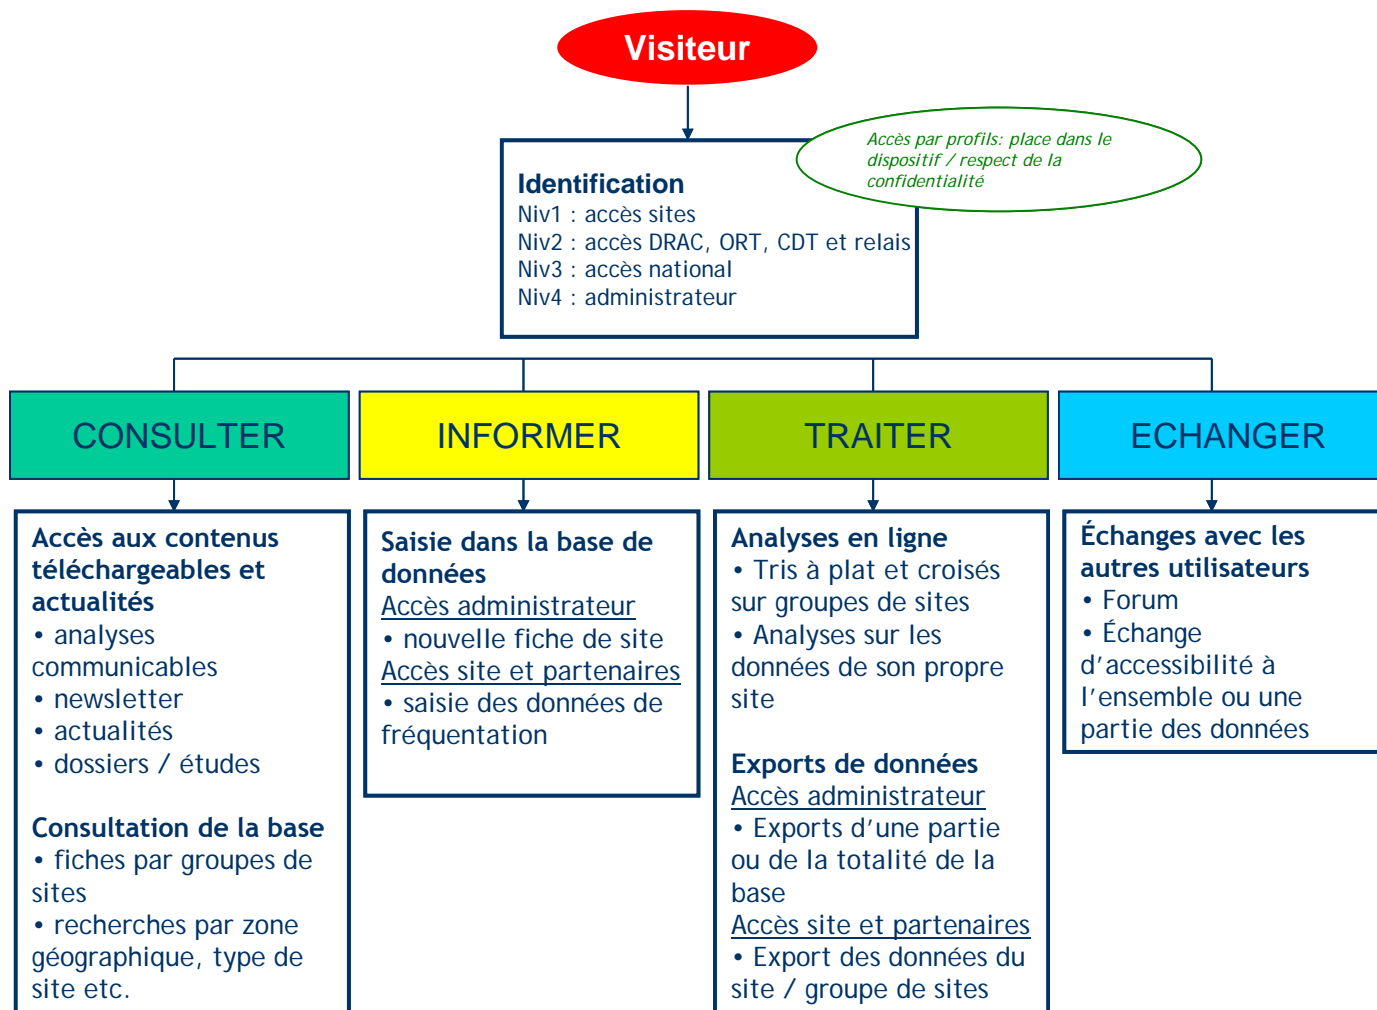 Visiteur
Accès par profils: place dans le
dispositif / respect de la
confidentialité
Identification
Niv1 : accès sites
Niv2 : accès DRAC, ORT, CDT et relais
Niv3 : accès national
Niv4 : administrateur
CONSULTER
INFORMER
TRAITER
ECHANGER
Accès aux contenus
téléchargeables et
actualités
• analyses
communicables
• newsletter
• actualités
• dossiers / études
Consultation de la base
• fiches par groupes de
sites
• recherches par zone
géographique, type de
site etc.
Saisie dans la base de
données
Accès administrateur
• nouvelle fiche de site
Accès site et partenaires
• saisie des données de
fréquentation
Analyses en ligne
• Tris à plat et croisés
sur groupes de sites
• Analyses sur les
données de son propre
site
Exports de données
Accès administrateur
• Exports d’une partie
ou de la totalité de la
base
Accès site et partenaires
• Export des données du
site / groupe de sites
Échanges avec les
autres utilisateurs
• Forum
• Échange
d’accessibilité à
l’ensemble ou une
partie des données